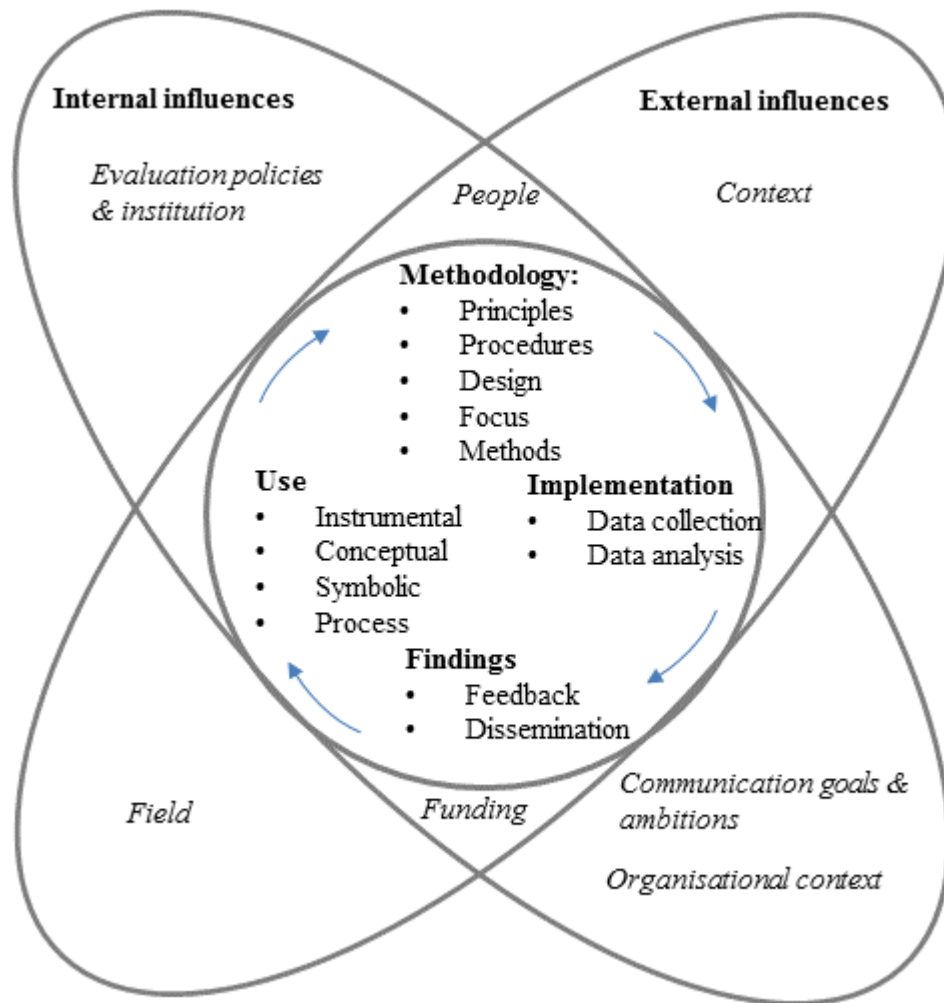 Internal influences
External influences
Evaluation policies
& institution
People
Context
Methodology:
• Principles
• Procedures
• Design
• Focus
• Methods
Use
• Instrumental
• Conceptual
• Symbolic
• Process
Implementation
• Data collection
• Data analysis
Findings
• Feedback
• Dissemination
Field
Funding
Communication goals &
ambitions
Organisational context